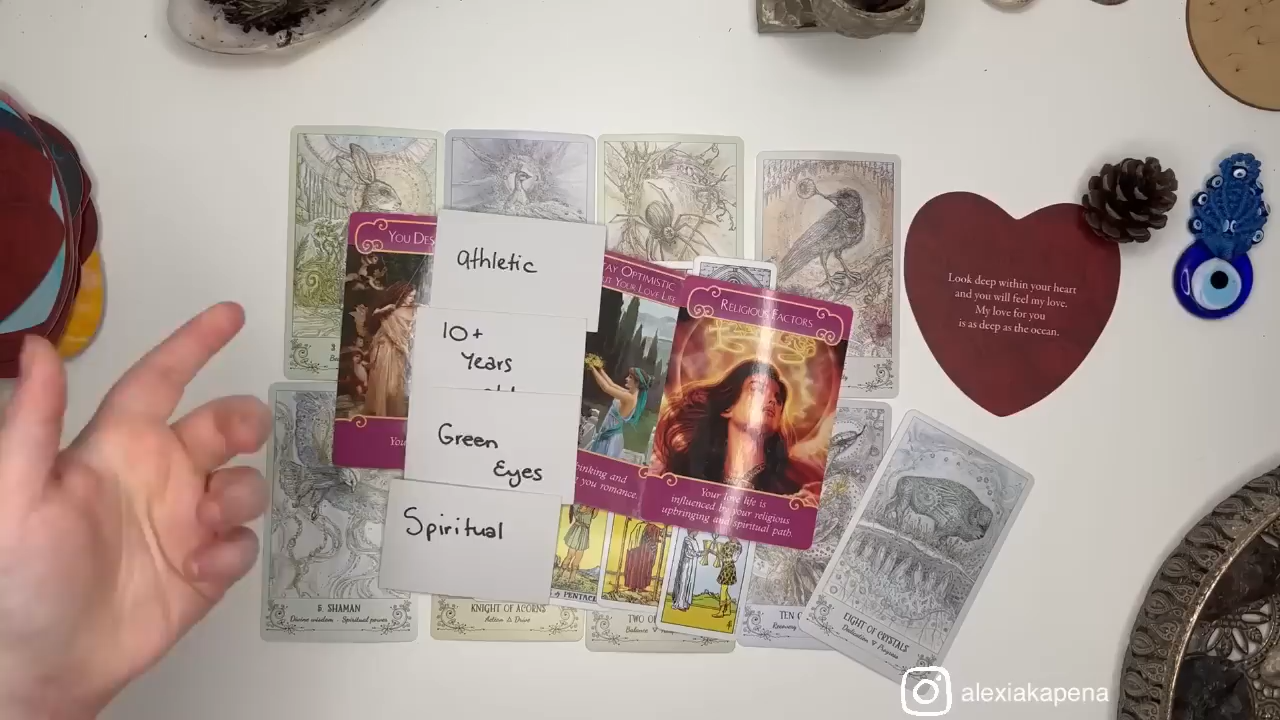 athletic
10+
Years
Green
Eyes
Spiritual
YOU DES
STAY OPTIMISTIC
YOUR LOVE LIFE
RELIGIOUS FACTORS
You
thinking and
you romance.
Your love life is
influenced by your religious
upbringing and spiritual path.
Look deep within your heart
and you will feel my love.
My love for you
is as deep as the ocean.
5. SHAMAN
Divine wisdom · Spiritual power
KNIGHT OF ACORNS
Action & Drive
TWO OF
Balance
TEN
EIGHT OF CRYSTALS
Dedication & Progress
alexiakapena